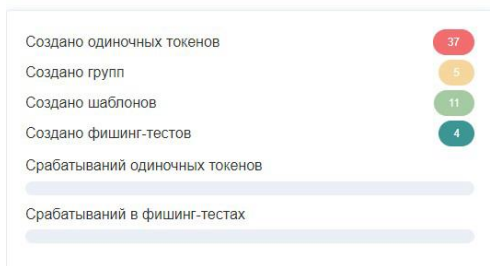 Создано одиночных токенов 37
Создано групп 5
Создано шаблонов 11
Создано фишинг-тестов 4
Срабатываний одиночных токенов
Срабатываний в фишинг-тестах